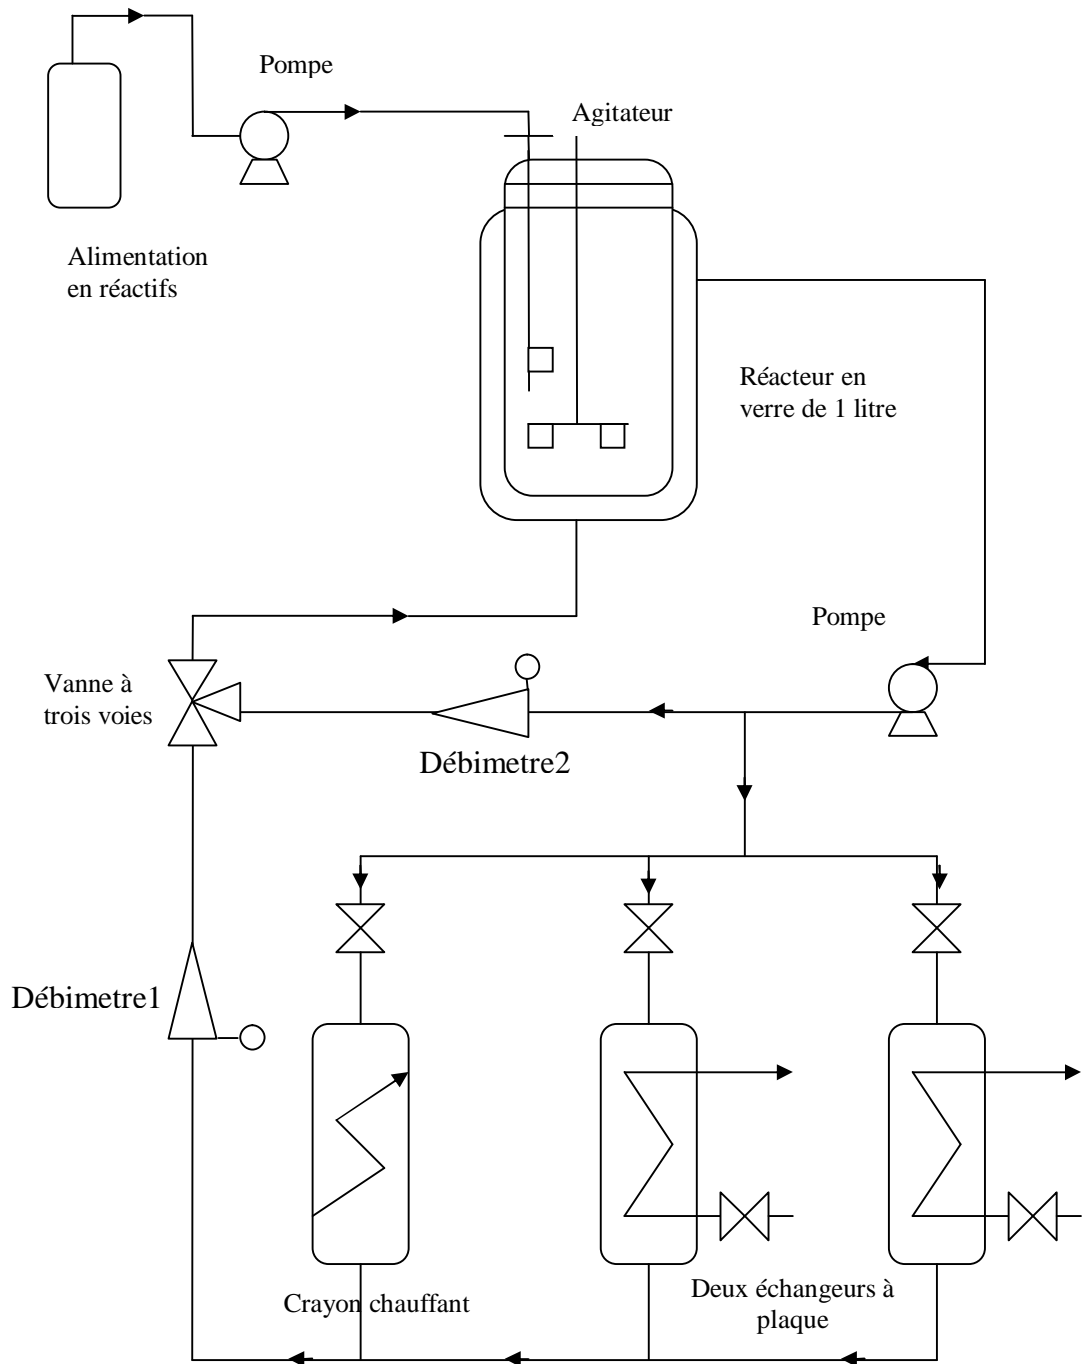 Pompe
Agitateur
Alimentation
en réactifs
Réacteur en
verre de 1 litre
Pompe
Vanne à
trois voies
Débimetre2
Débimetre1
Crayon chauffant
Deux échangeurs à
plaque